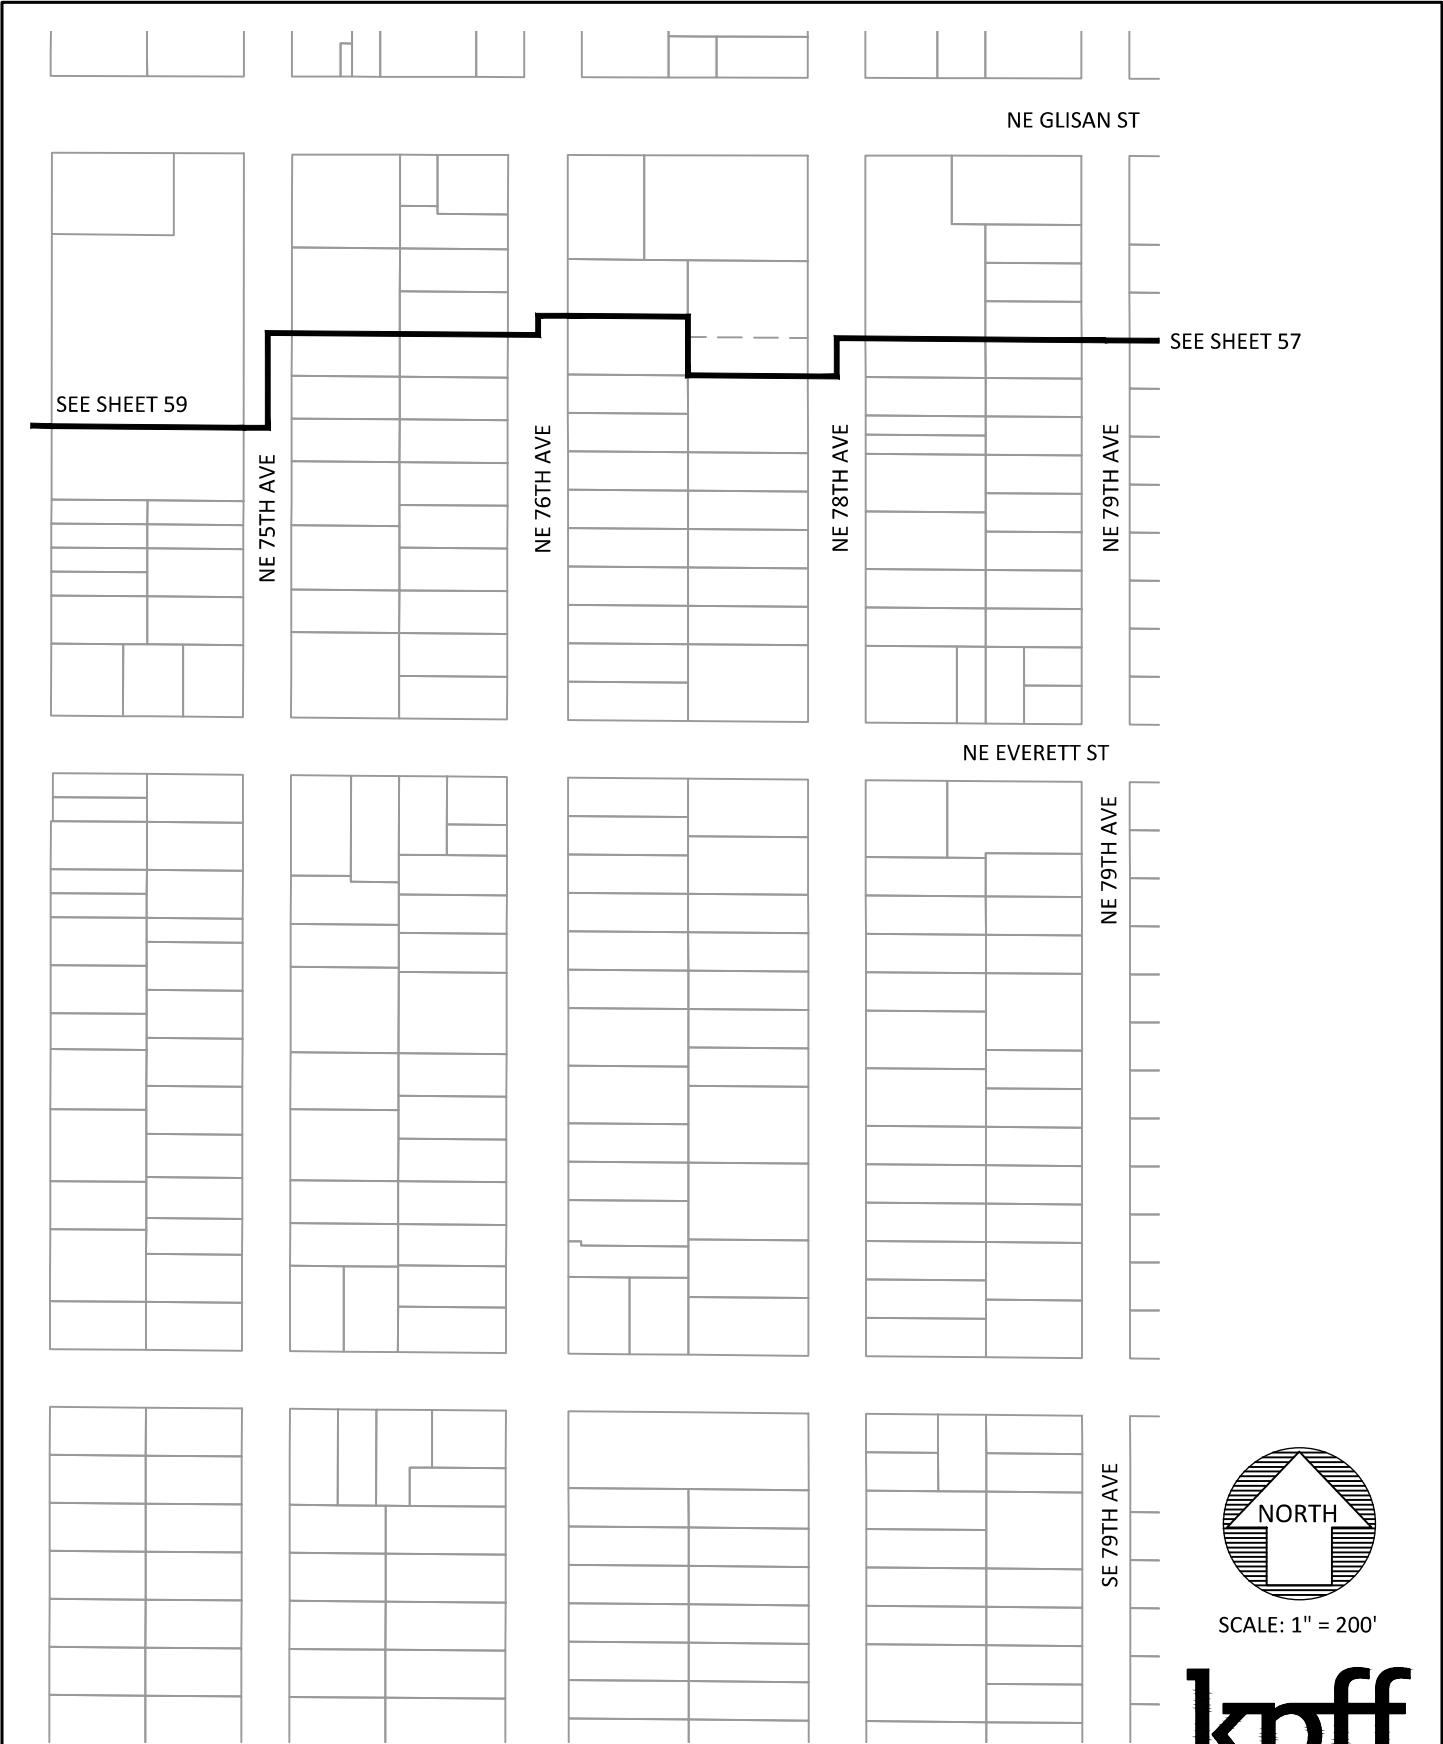 NE GLISAN ST
SEE SHEET 57
SEE SHEET 59
NE 75TH AVE
NE 76TH AVE
NE 78TH AVE
NE 79TH AVE
NE EVERETT ST
NE 79TH AVE
SE 79TH AVE
NORTH
SCALE: 1" = 200'
kpff